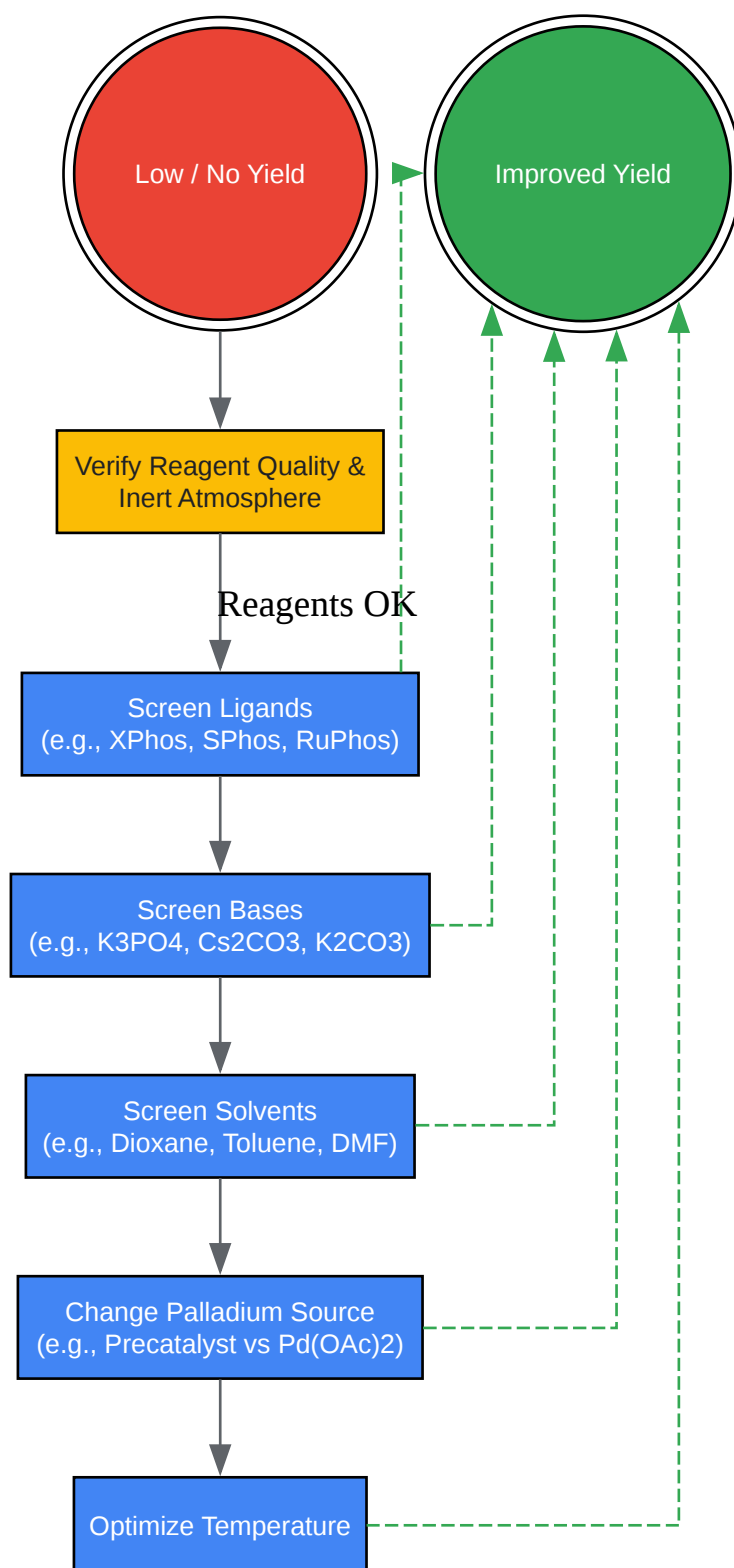 Low / No Yield
Improved Yield
Verify Reagent Quality &
Inert Atmosphere
Reagents OK
Screen Ligands
(e.g., XPhos, SPhos, RuPhos)
Screen Bases
(e.g., K3PO4, Cs2CO3, K2CO3)
Screen Solvents
(e.g., Dioxane, Toluene, DMF)
Change Palladium Source
(e.g., Precatalyst vs Pd(OAc)2)
Optimize Temperature